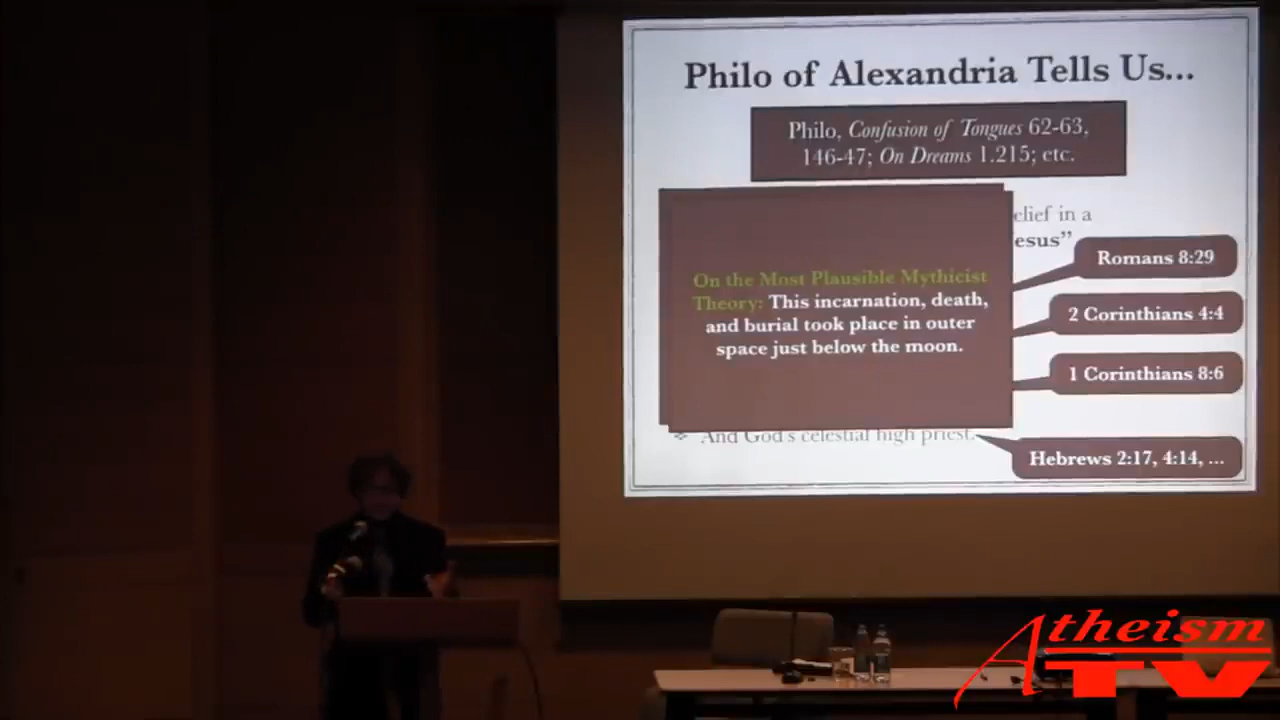 Philo of Alexandria Tells Us...
Philo, Confusion of Tongues 62-63,
146-47; On Dreams 1.215; etc.
elief in a
esus”
Romans 8:29
On the Most Plausible Mythicist
Theory: This incarnation, death,
and burial took place in outer
space just below the moon.
2 Corinthians 4:4
1 Corinthians 8:6
And God's celestial high priest.
Hebrews 2:17, 4:14, ...
Atheism
TV